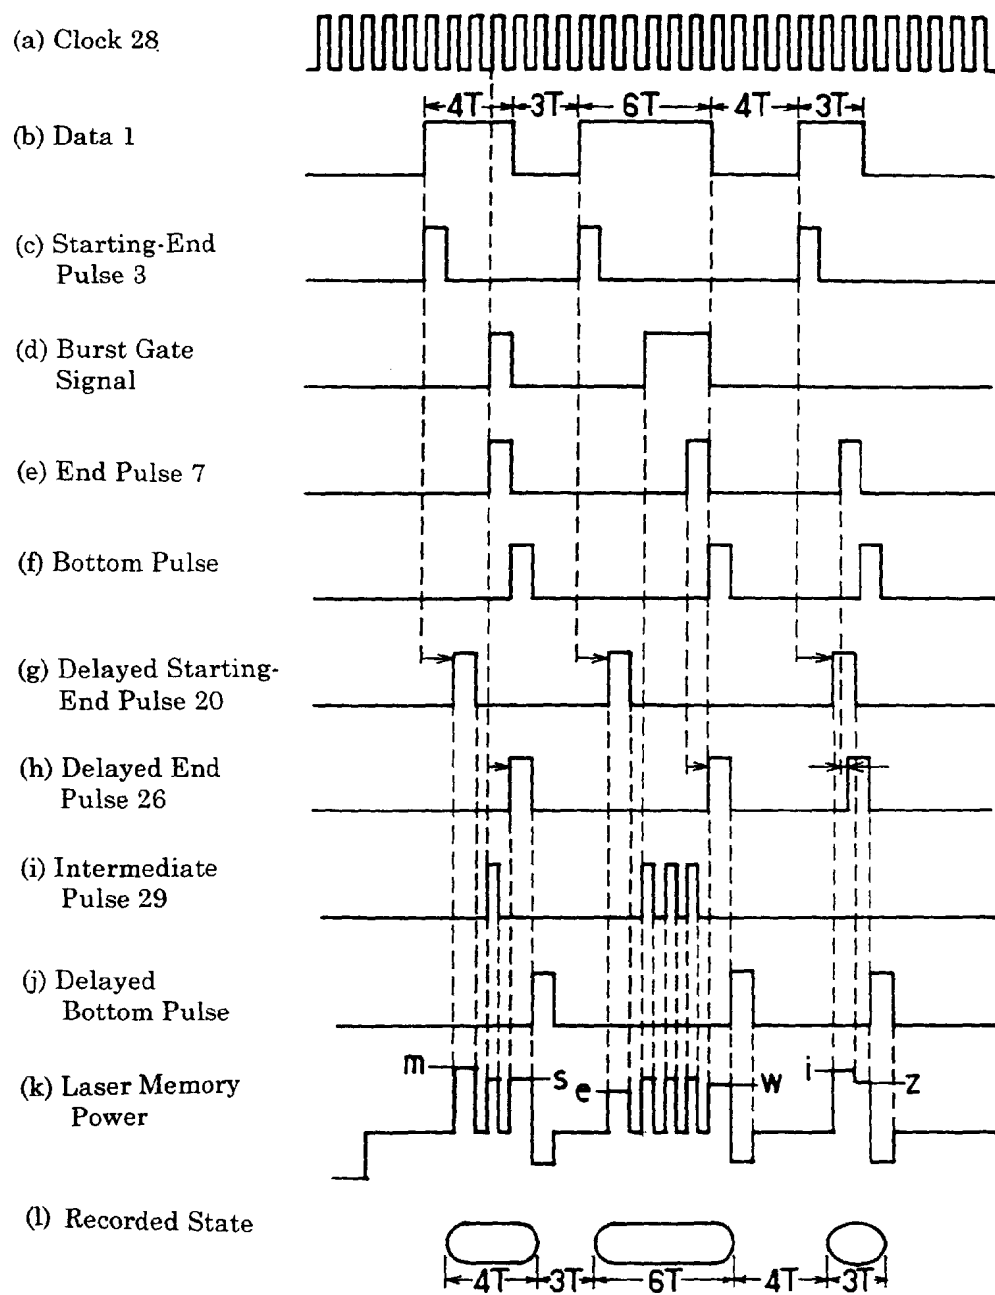 (a) Clock 28
4T 3T 6T 4T 3T
(b) Data 1
(c) Starting-End
Pulse 3
(d) Burst Gate
Signal
(e) End Pulse 7
(f) Bottom Pulse
(g) Delayed Starting-
End Pulse 20
(h) Delayed End
Pulse 26
(i) Intermediate
Pulse 29
(j) Delayed
Bottom Pulse
(k) Laser Memory
Power
m s e w i z
(l) Recorded State
4T 3T 6T 4T 3T